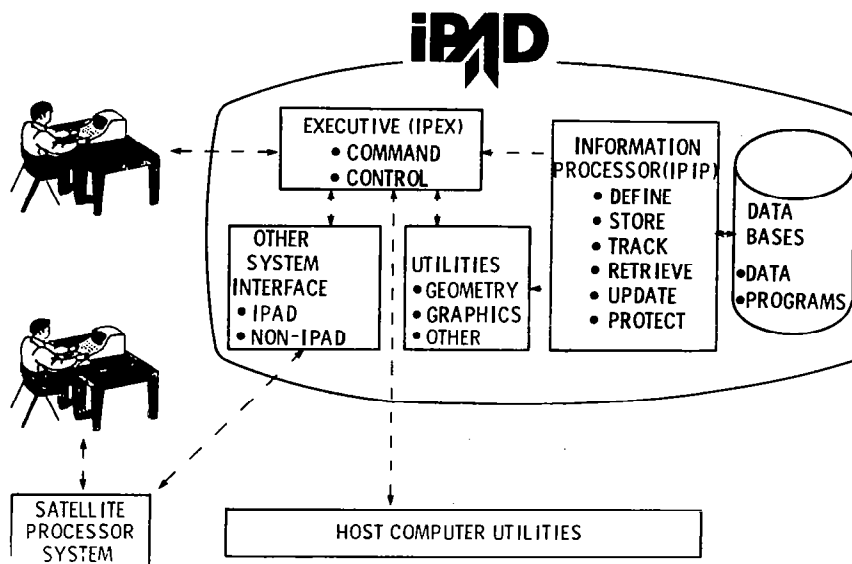 iPAD
EXECUTIVE (IPEX)
• COMMAND
• CONTROL
INFORMATION
PROCESSOR(IPIP)
• DEFINE
• STORE
• TRACK
• RETRIEVE
• UPDATE
• PROTECT
DATA
BASES
•DATA
•PROGRAMS
OTHER
SYSTEM
INTERFACE
• IPAD
• NON-IPAD
UTILITIES
•GEOMETRY
•GRAPHICS
•OTHER
SATELLITE
PROCESSOR
SYSTEM
HOST COMPUTER UTILITIES